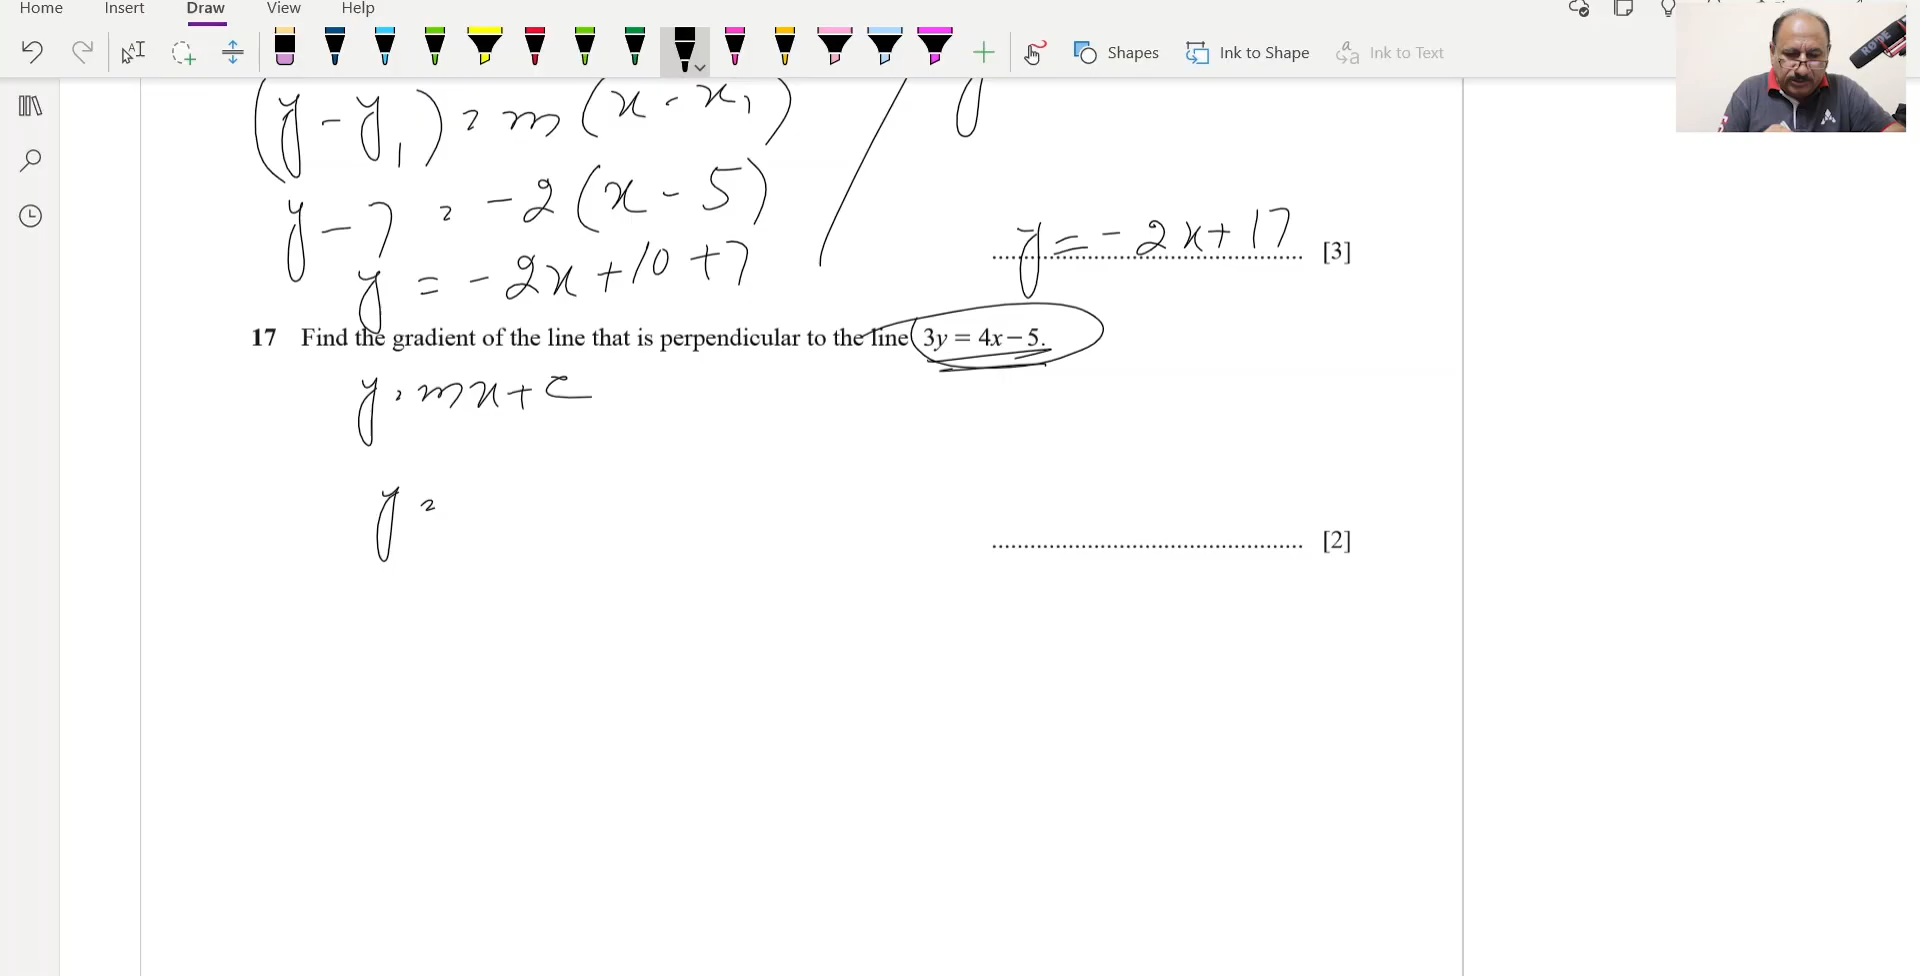 Home Insert Draw View Help
Shapes Ink to Shape Ink to Text
RØDE
(y - y₁) = m(x - x₁)
y - 7 = -2(x - 5)
y = -2x + 10 + 7
y = -2x + 17 [3]
17 Find the gradient of the line that is perpendicular to the line 3y = 4x – 5.
y = mx + c
y =
[2]